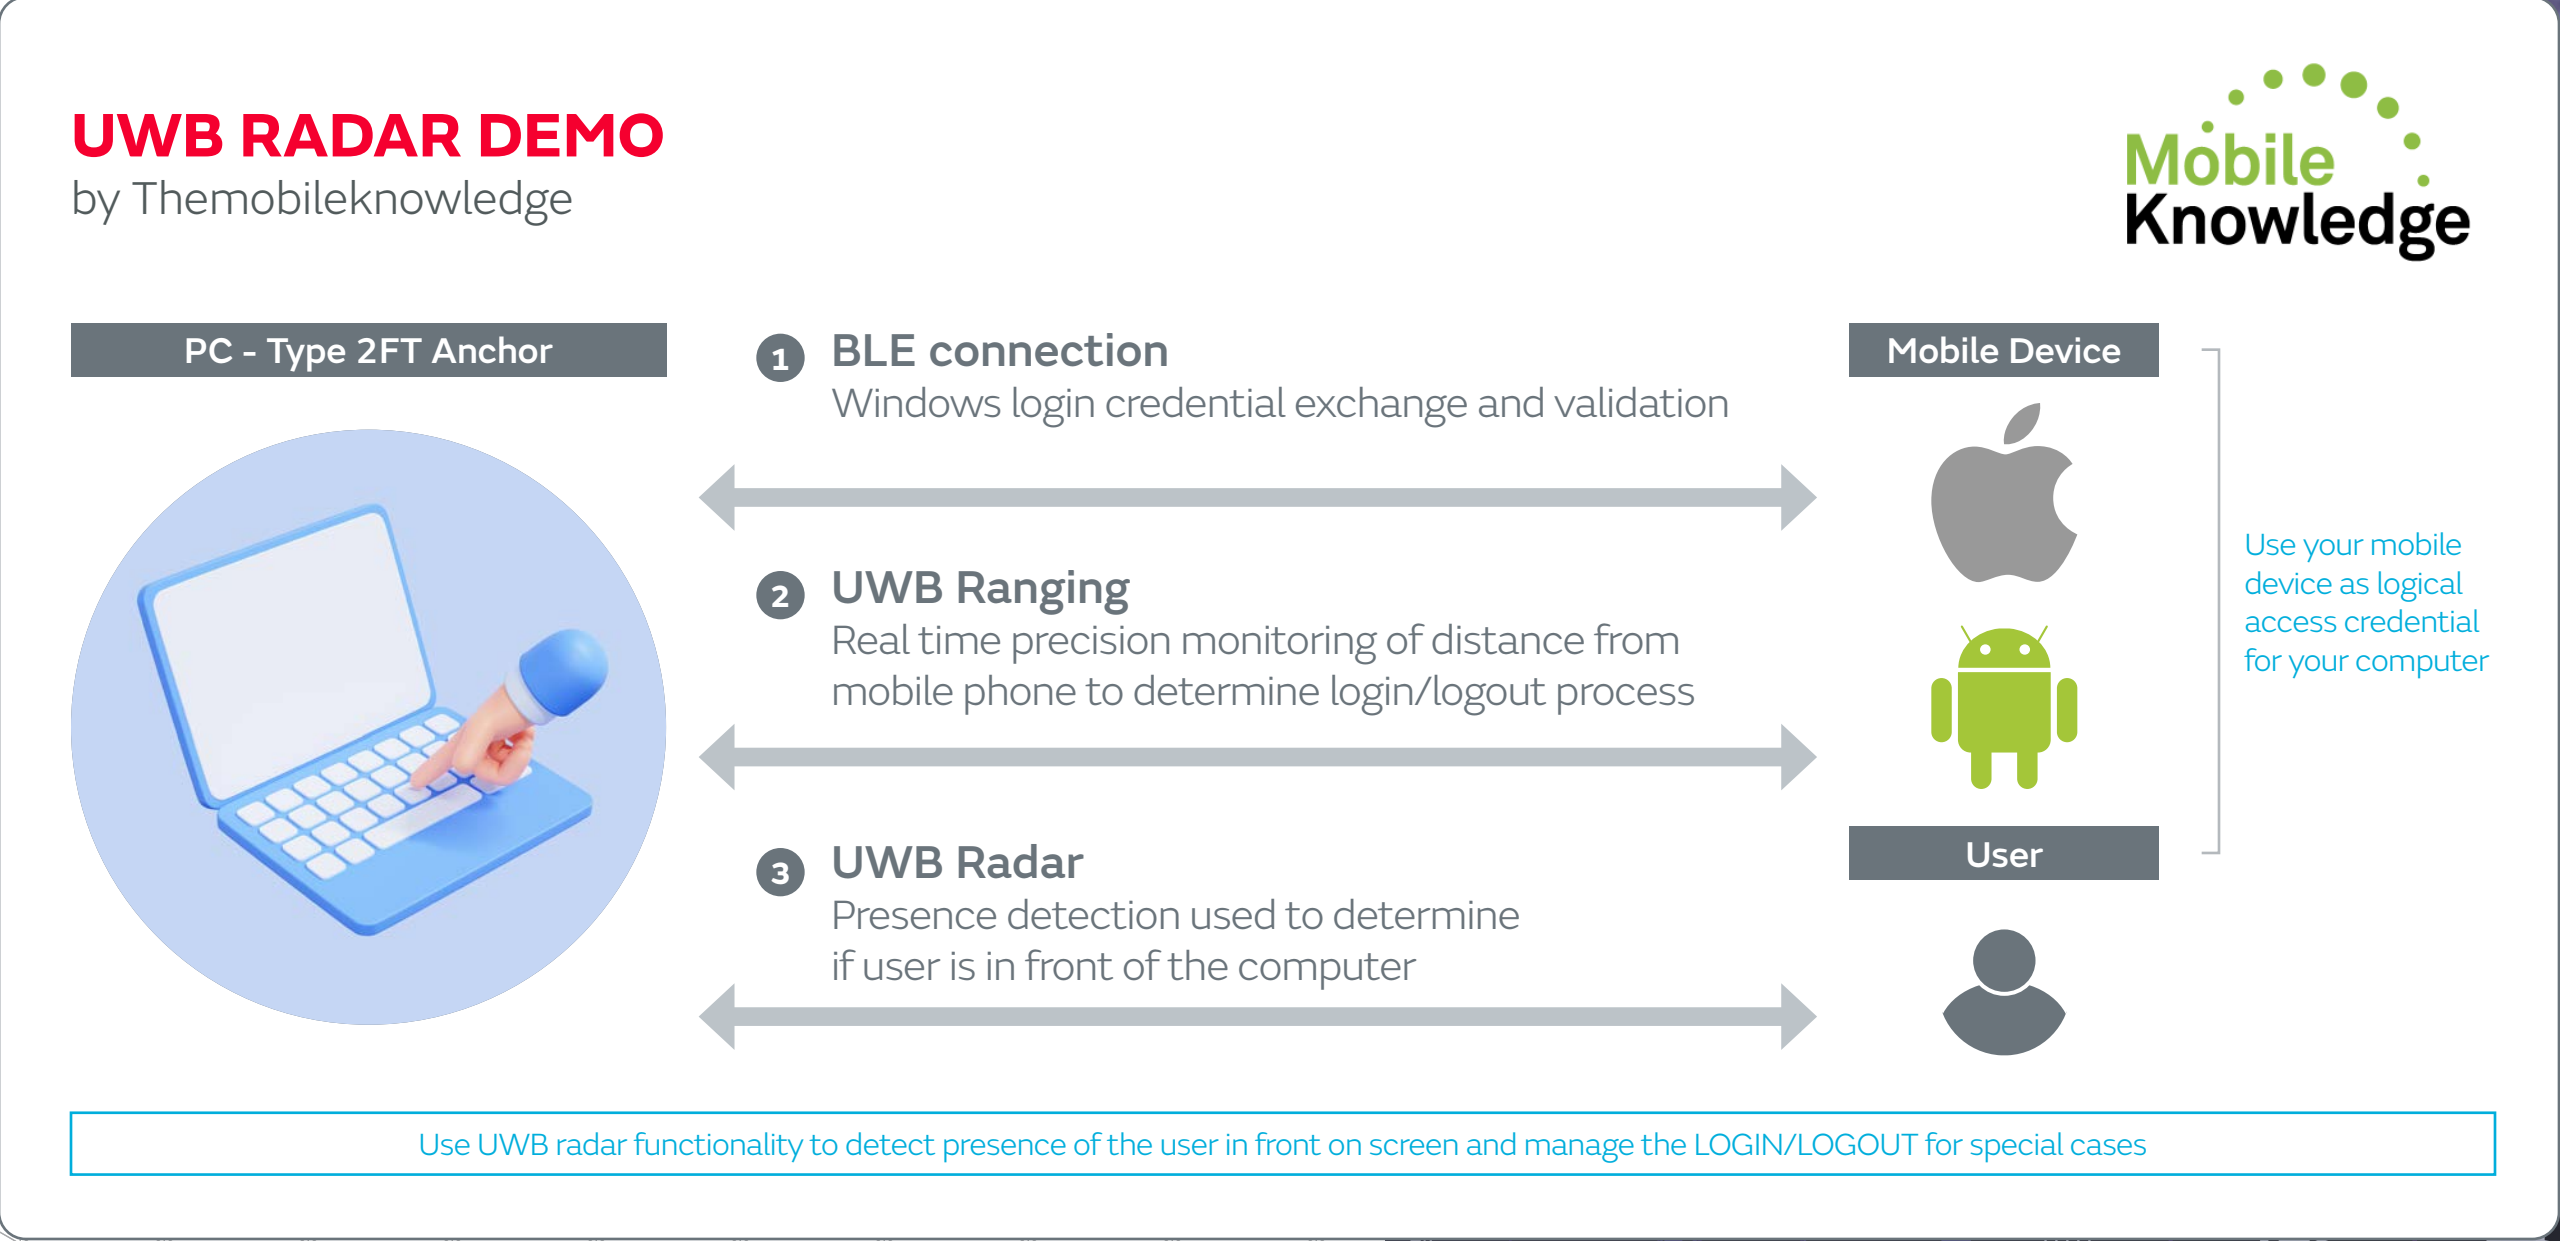 UWB RADAR DEMO
by Themobileknowledge
Mobile
Knowledge
PC - Type 2FT Anchor
1 BLE connection
Windows login credential exchange and validation
2 UWB Ranging
Real time precision monitoring of distance from
mobile phone to determine login/logout process
3 UWB Radar
Presence detection used to determine
if user is in front of the computer
Mobile Device
User
Use your mobile
device as logical
access credential
for your computer
Use UWB radar functionality to detect presence of the user in front on screen and manage the LOGIN/LOGOUT for special cases